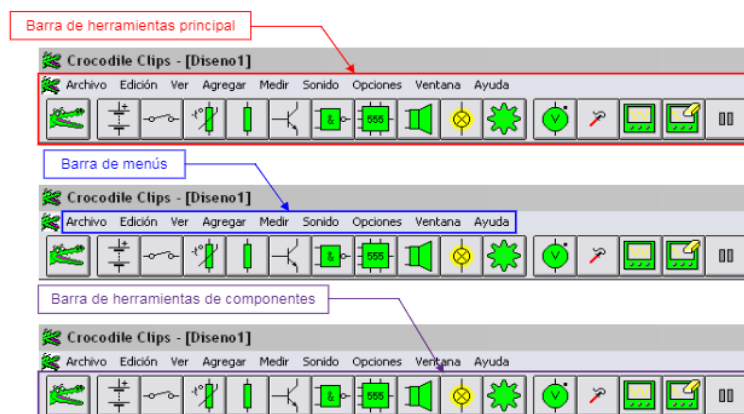 Barra de herramientas principal
Crocodile Clips - [Diseno1]
Archivo Edición Ver Agregar Medir Sonido Opciones Ventana Ayuda
& 555 V
Barra de menús
Crocodile Clips - [Diseno1]
Archivo Edición Ver Agregar Medir Sonido Opciones Ventana Ayuda
& 555 V
Barra de herramientas de componentes
Crocodile Clips - [Diseno1]
Archivo Edición Ver Agregar Medir Sonido Opciones Ventana Ayuda
& 555 V